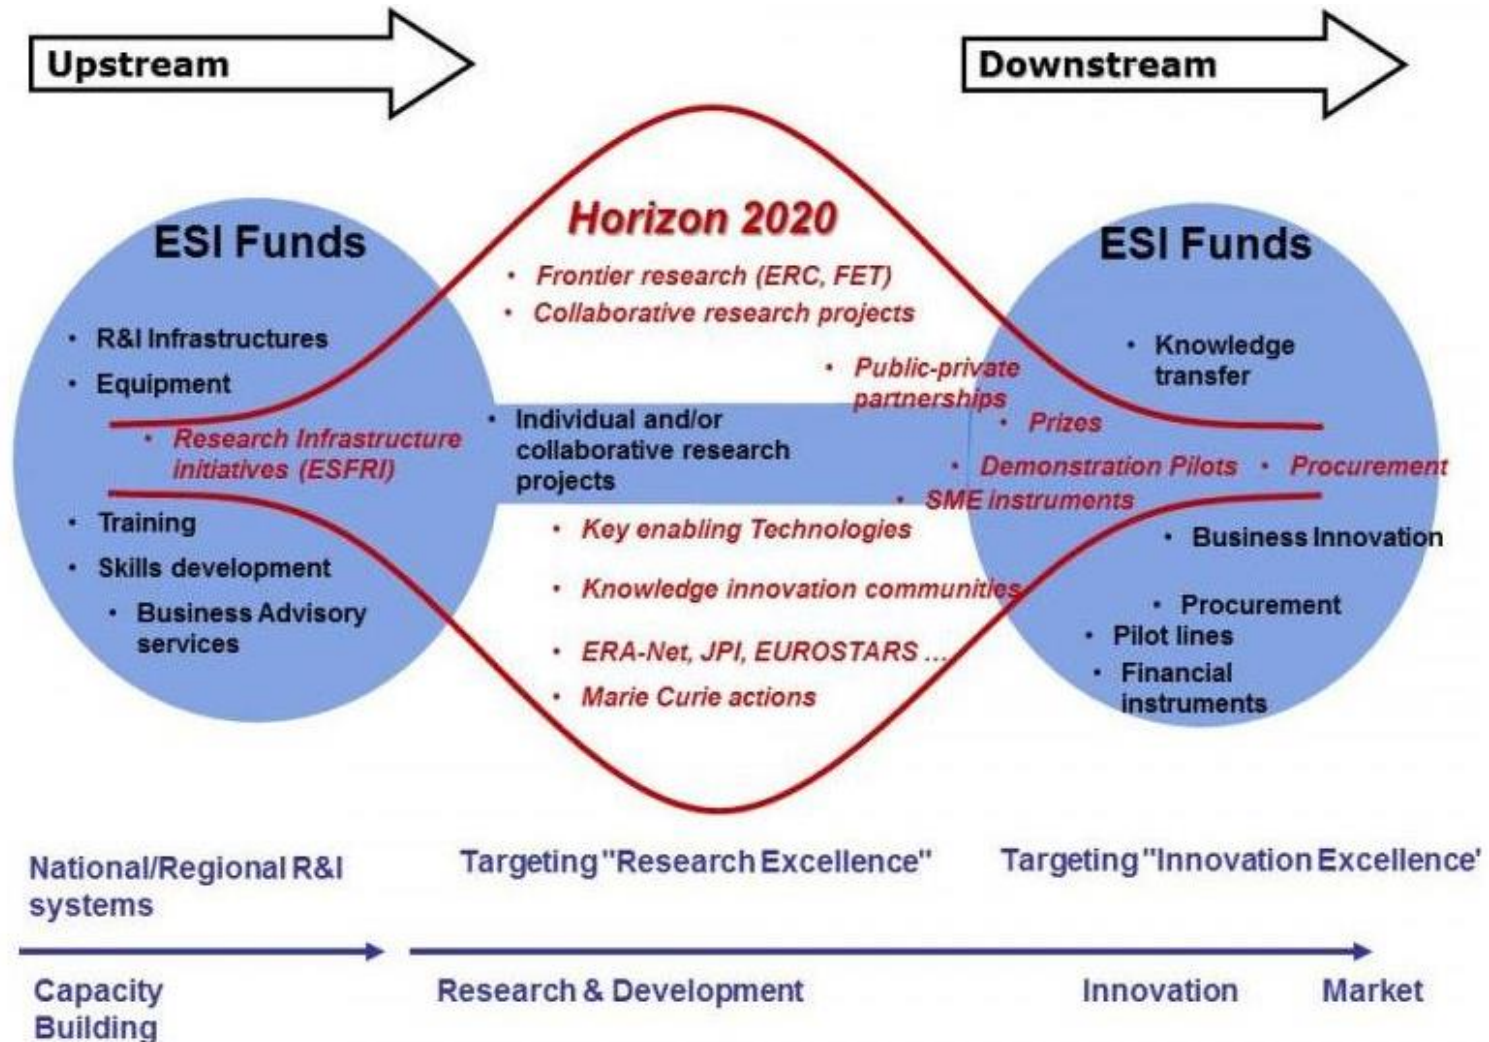 Upstream
Downstream
ESI Funds
• R&I Infrastructures
• Equipment
• Research Infrastructure
initiatives (ESFRI)
• Training
• Skills development
• Business Advisory
services
Horizon 2020
• Frontier research (ERC, FET)
• Collaborative research projects
• Public-private
partnerships
• Individual and/or
collaborative research
projects
• Prizes
• Demonstration Pilots
• Procurement
• SME instruments
• Key enabling Technologies
• Knowledge innovation communities
• ERA-Net, JPI, EUROSTARS ...
• Marie Curie actions
ESI Funds
• Knowledge
transfer
• Business Innovation
• Procurement
• Pilot lines
• Financial
instruments
National/Regional R&I
systems
Targeting "Research Excellence"
Targeting "Innovation Excellence'
Capacity
Building
Research & Development
Innovation
Market